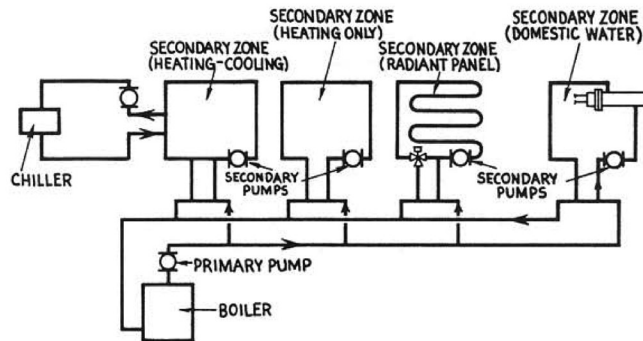 SECONDARY ZONE
(HEATING-COOLING)
SECONDARY ZONE
(HEATING ONLY)
SECONDARY ZONE
(RADIANT PANEL)
SECONDARY ZONE
(DOMESTIC WATER)
CHILLER
SECONDARY
PUMPS
SECONDARY
PUMPS
PRIMARY PUMP
BOILER